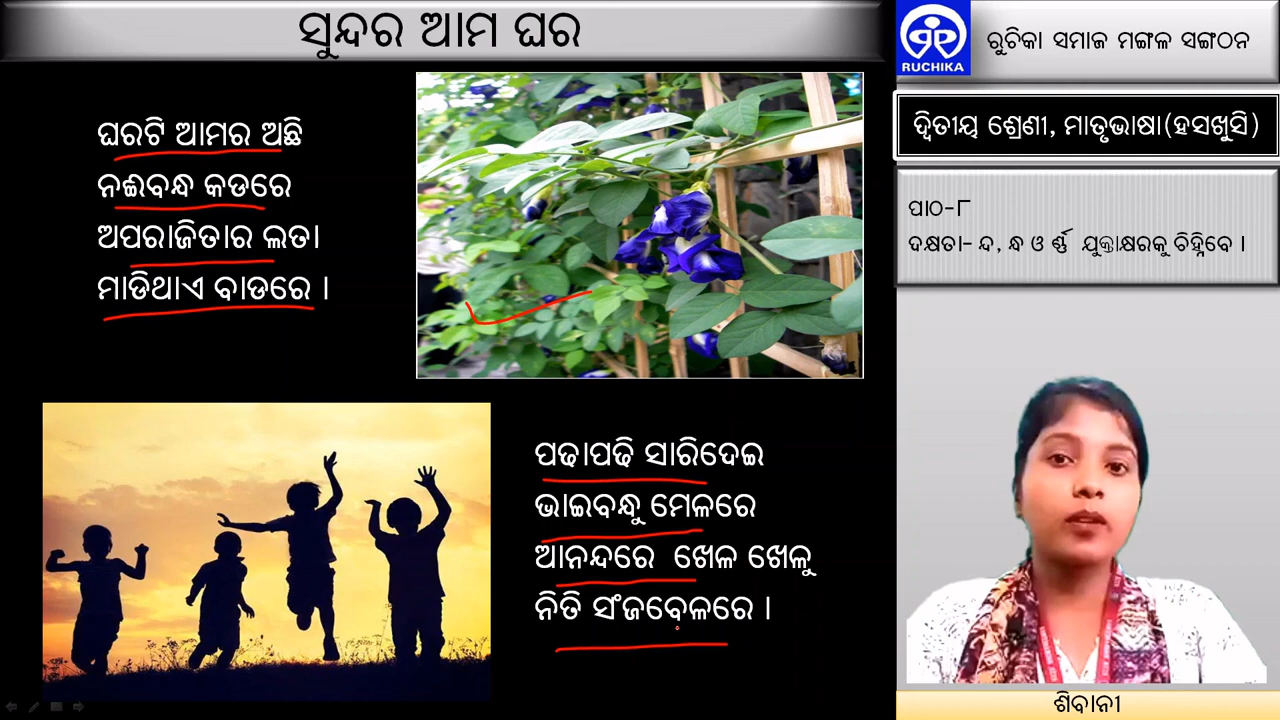 ସୁନ୍ଦର ଆମ ଘର
ଘରଟି ଆମର ଅଛି
ନଈବନ୍ଧ କଡରେ
ଅପରାଜିତାର ଲତା
ମାଡିଥାଏ ବାଡରେ ।
ପଢାପଢି ସାରିଦେଇ
ଭାଇବନ୍ଧୁ ମେଳରେ
ଆନନ୍ଦରେ ଖେଳ ଖେଳୁ
ନିତି ସଂଜବେଳରେ ।
RUCHIKA
ରୁଚିକା ସମାଜ ମଙ୍ଗଳ ସଙ୍ଗଠନ
ଦ୍ଵିତୀୟ ଶ୍ରେଣୀ, ମାତୃଭାଷା(ହସଖୁସି)
ପାଠ-୮
ଦକ୍ଷତା- ନ୍ଦ, ନ୍ଧ ଓ ର୍ଣ୍ଣ ଯୁକ୍ତାକ୍ଷରକୁ ଚିହ୍ନିବେ ।
ଶିବାନୀ